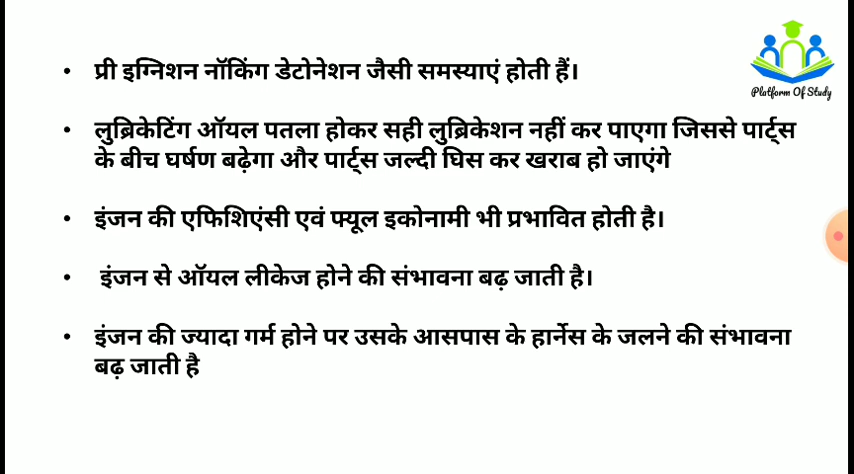 • प्री इग्निशन नॉकिंग डेटोनेशन जैसी समस्याएं होती हैं।
Platform Of Study
• लुब्रिकेटिंग ऑयल पतला होकर सही लुब्रिकेशन नहीं कर पाएगा जिससे पार्ट्स
के बीच घर्षण बढ़ेगा और पार्ट्स जल्दी घिस कर खराब हो जाएंगे
• इंजन की एफिशिएंसी एवं फ्यूल इकोनामी भी प्रभावित होती है।
• इंजन से ऑयल लीकेज होने की संभावना बढ़ जाती है।
• इंजन की ज्यादा गर्म होने पर उसके आसपास के हार्नेस के जलने की संभावना
बढ़ जाती है